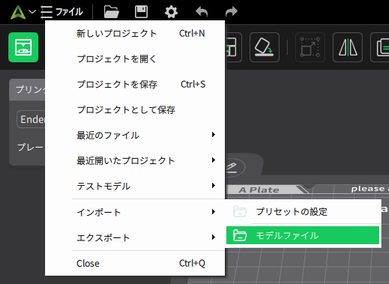 ファイル
新しいプロジェクト Ctrl+N
プロジェクトを開く
プロジェクトを保存 Ctrl+S
プロジェクトとして保存
最近のファイル
最近開いたプロジェクト
テストモデル
インポート
エクスポート
Close Ctrl+Q
プリセットの設定
モデルファイル
プリン
Ender
プレー
A Plate
please a